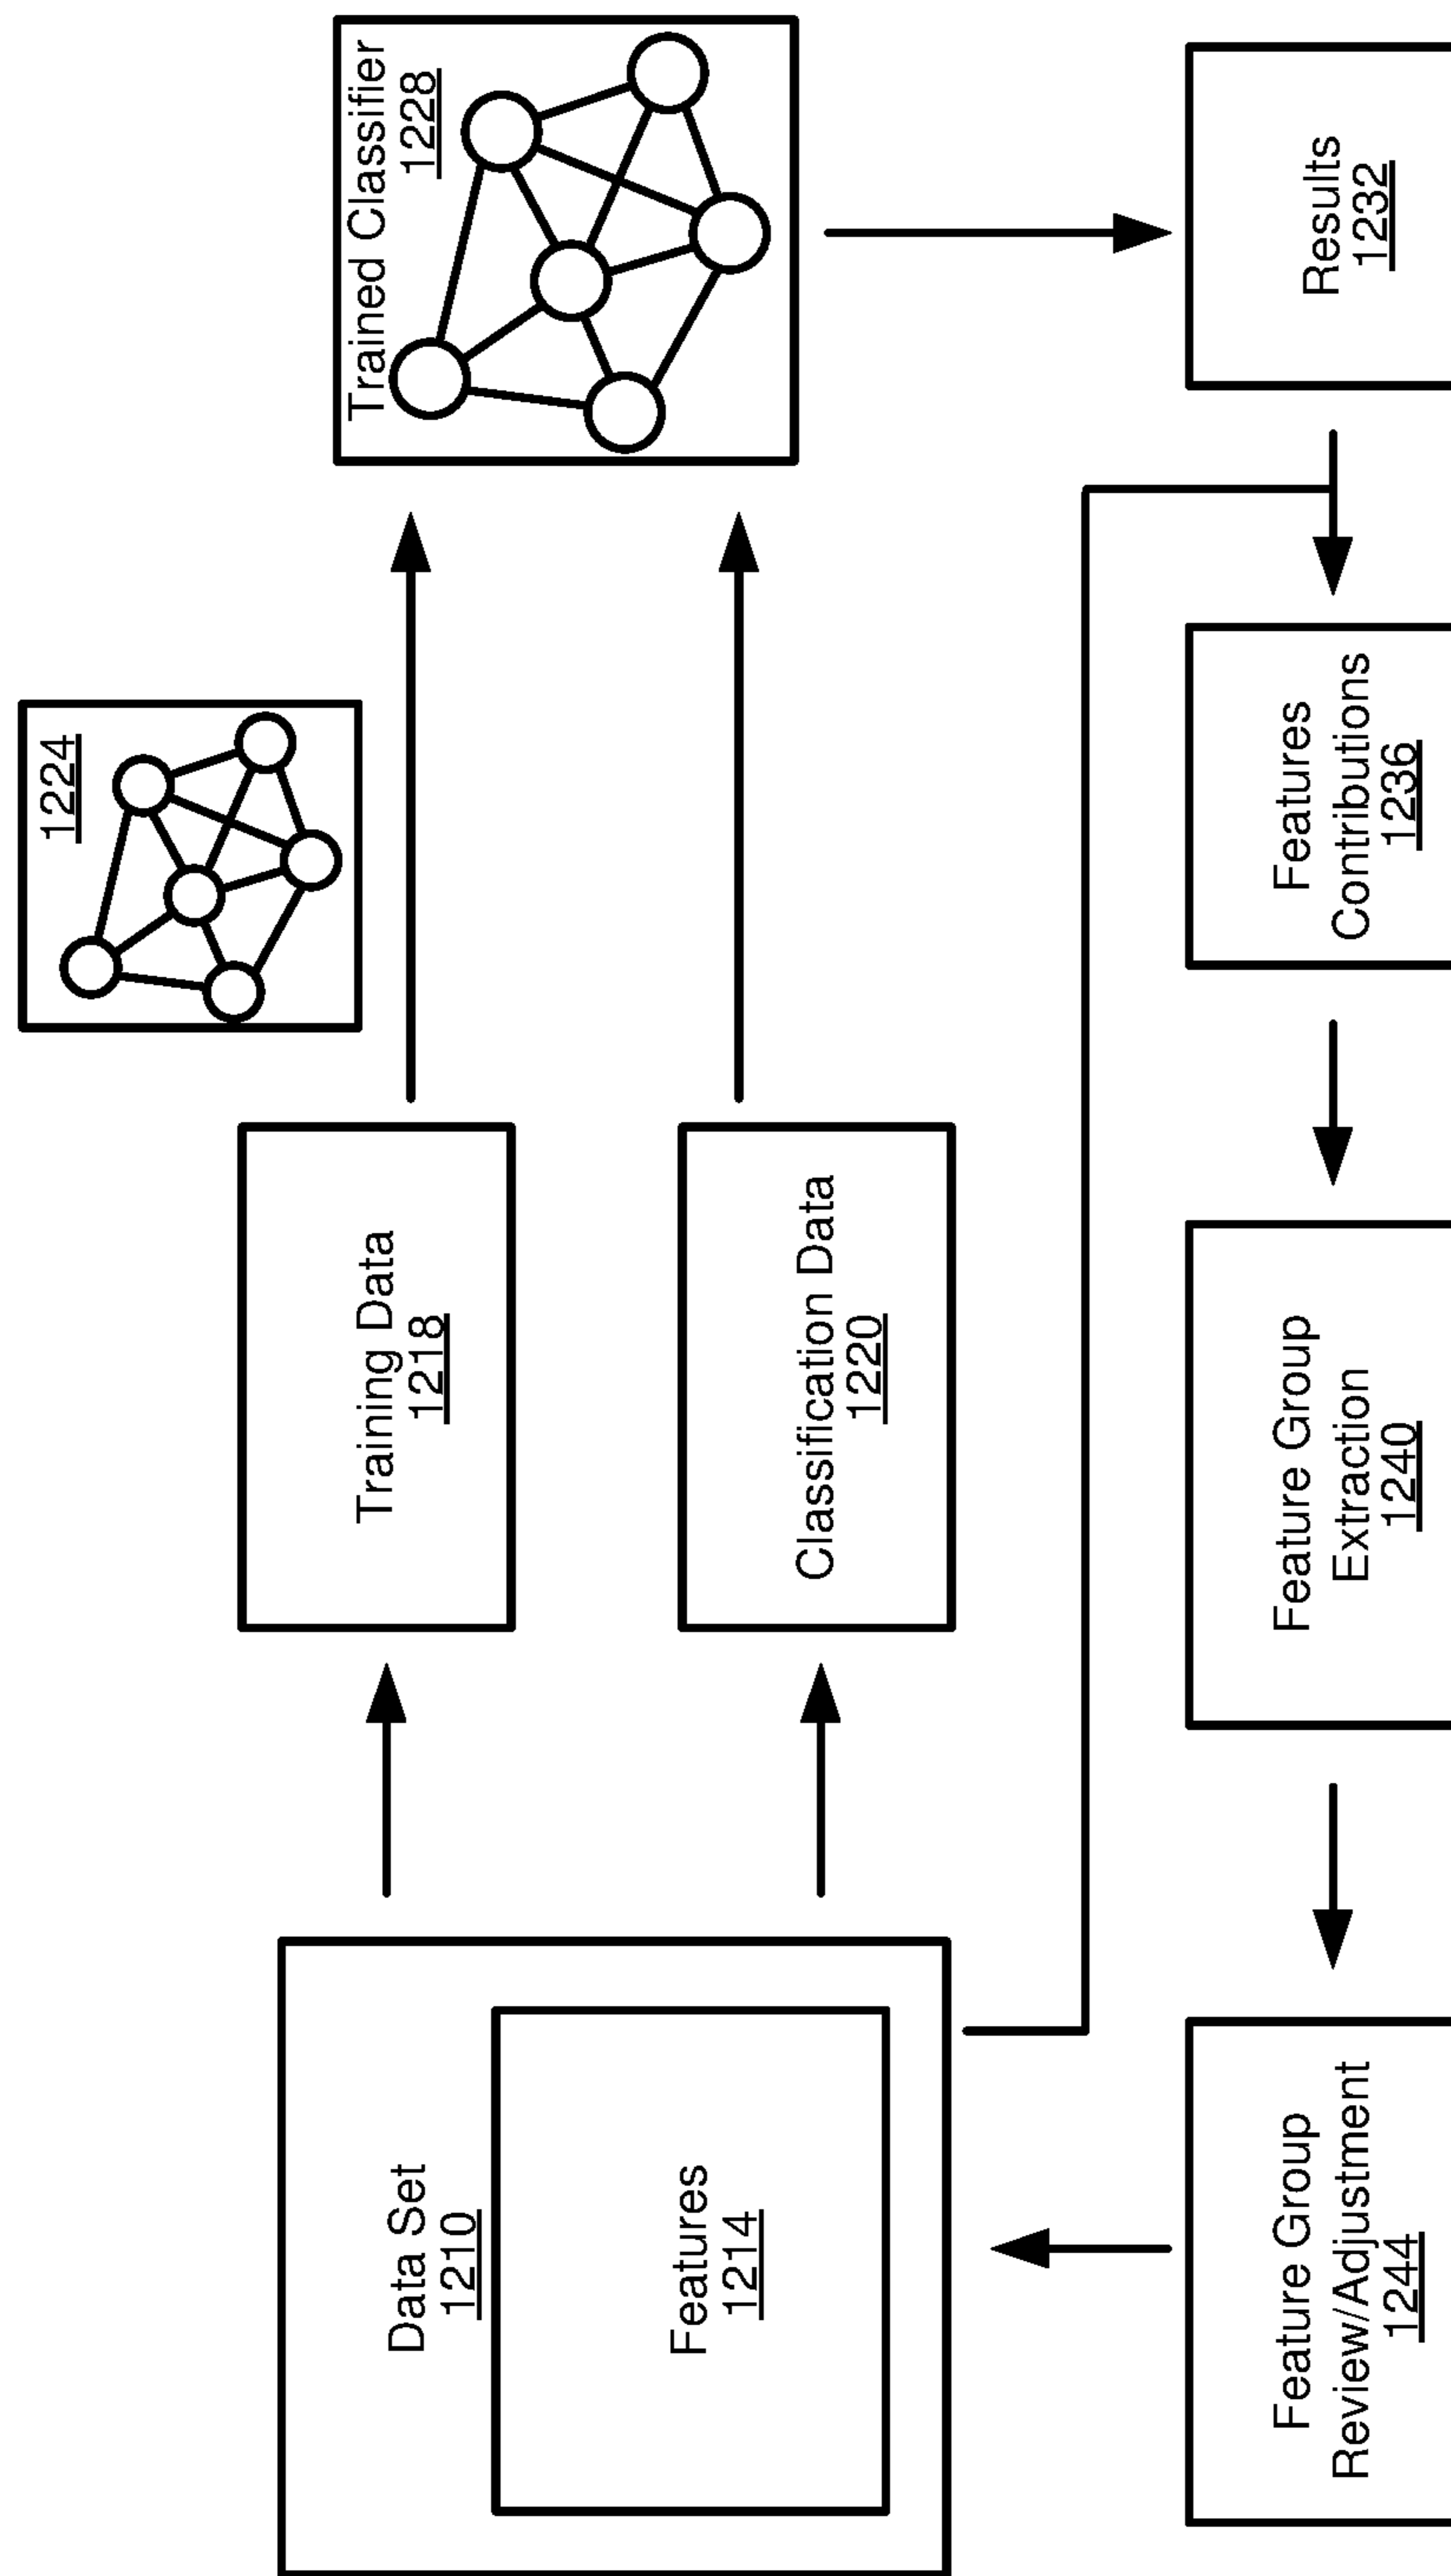 Data Set
1210
Features
1214
Training Data
1218
Classification Data
1220
1224
Trained Classifier
1228
Results
1232
Features
Contributions
1236
Feature Group
Extraction
1240
Feature Group
Review/Adjustment
1244